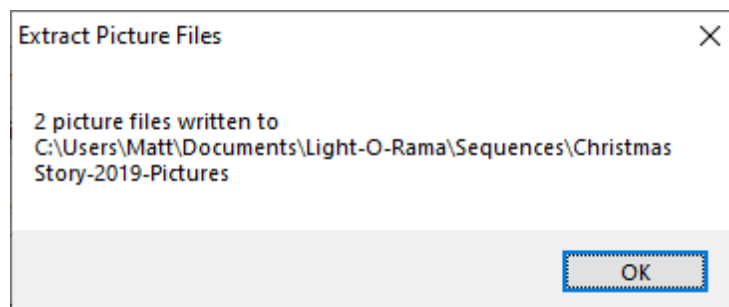 Extract Picture Files
2 picture files written to
C:\Users\Matt\Documents\Light-O-Rama\Sequences\Christmas
Story-2019-Pictures
OK